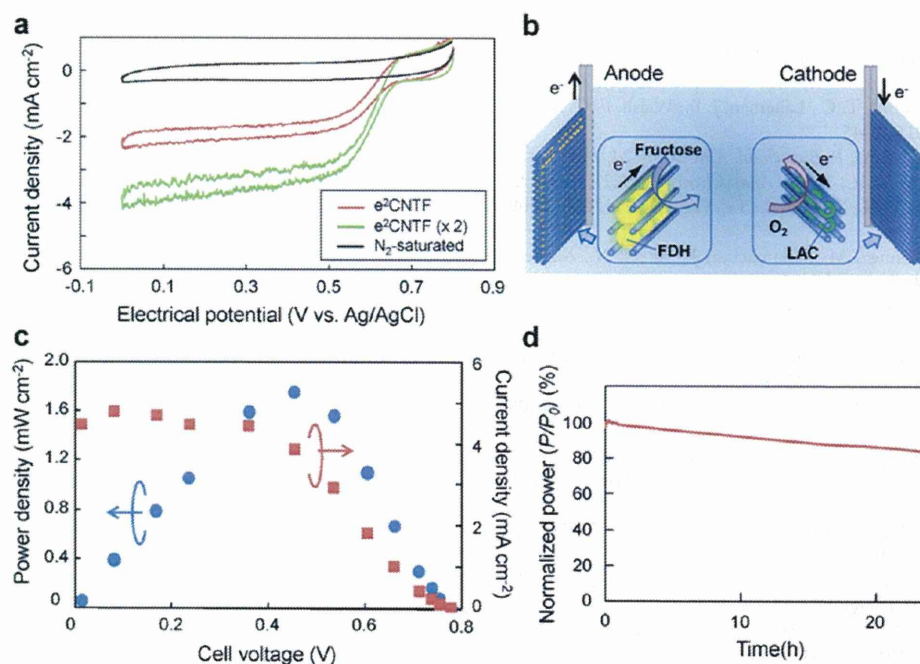 a
Current density (mA cm⁻²)
0
-2
-4
-6
-0.1 0.1 0.3 0.5 0.7 0.9
Electrical potential (V vs. Ag/AgCl)
e²CNTF
e²CNTF (x 2)
N₂-saturated
b
Anode
Cathode
e⁻
e⁻
Fructose
e⁻
FDH
e⁻
O₂
LAC
c
Power density (mW cm⁻²)
2.0
1.6
1.2
0.8
0.4
0
0 0.2 0.4 0.6 0.8
Cell voltage (V)
6
4
2
0
Current density (mA cm⁻²)
d
Normalized power (P/P₀) (%)
100
80
60
40
20
0
0 10 20
Time(h)